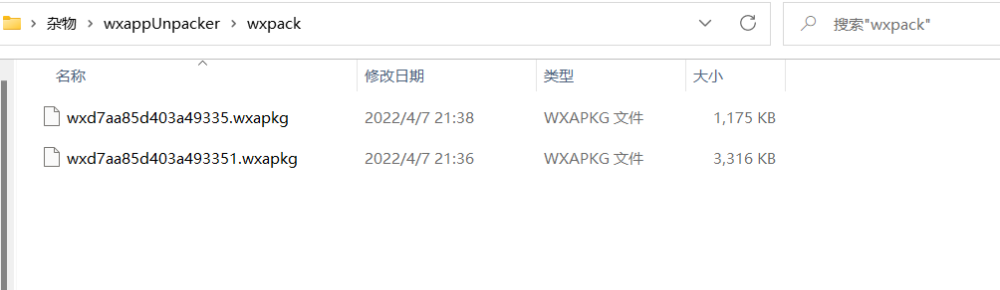 杂物 > wxappUnpacker > wxpack 搜索"wxpack"
名称 修改日期 类型 大小
wxd7aa85d403a49335.wxapkg 2022/4/7 21:38 WXAPKG 文件 1,175 KB
wxd7aa85d403a493351.wxapkg 2022/4/7 21:36 WXAPKG 文件 3,316 KB